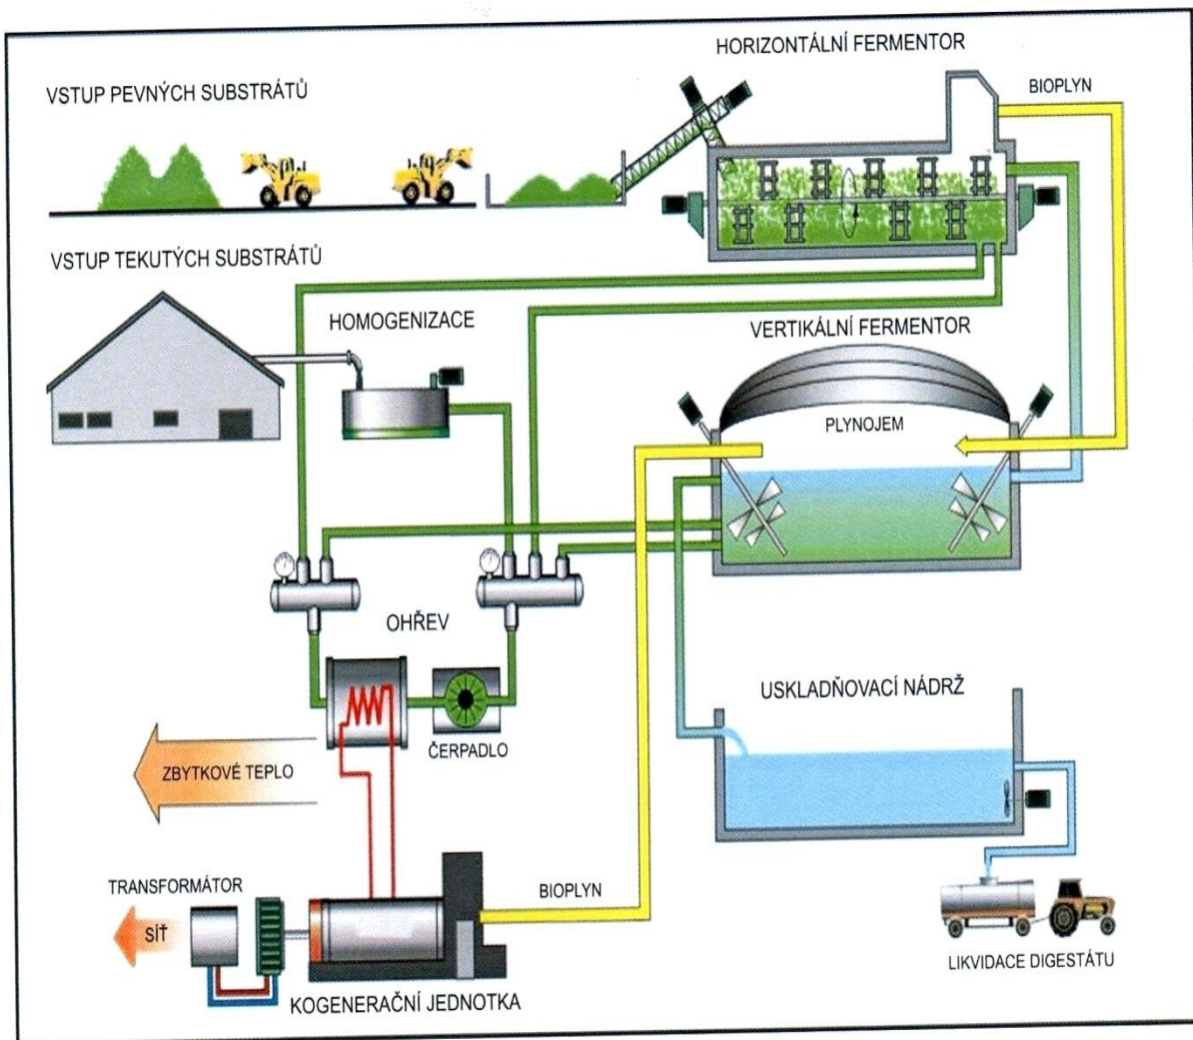 HORIZONTÁLNÍ FERMENTOR
VSTUP PEVNÝCH SUBSTRÁTŮ
BIOPLYN
VSTUP TEKUTÝCH SUBSTRÁTŮ
HOMOGENIZACE
VERTIKÁLNÍ FERMENTOR
PLYNOJEM
OHŘEV
ČERPADLO
USKLADŇOVACÍ NÁDRŽ
ZBYTKOVÉ TEPLO
TRANSFORMÁTOR
SÍŤ
BIOPLYN
KOGENERAČNÍ JEDNOTKA
LIKVIDACE DIGESTÁTU